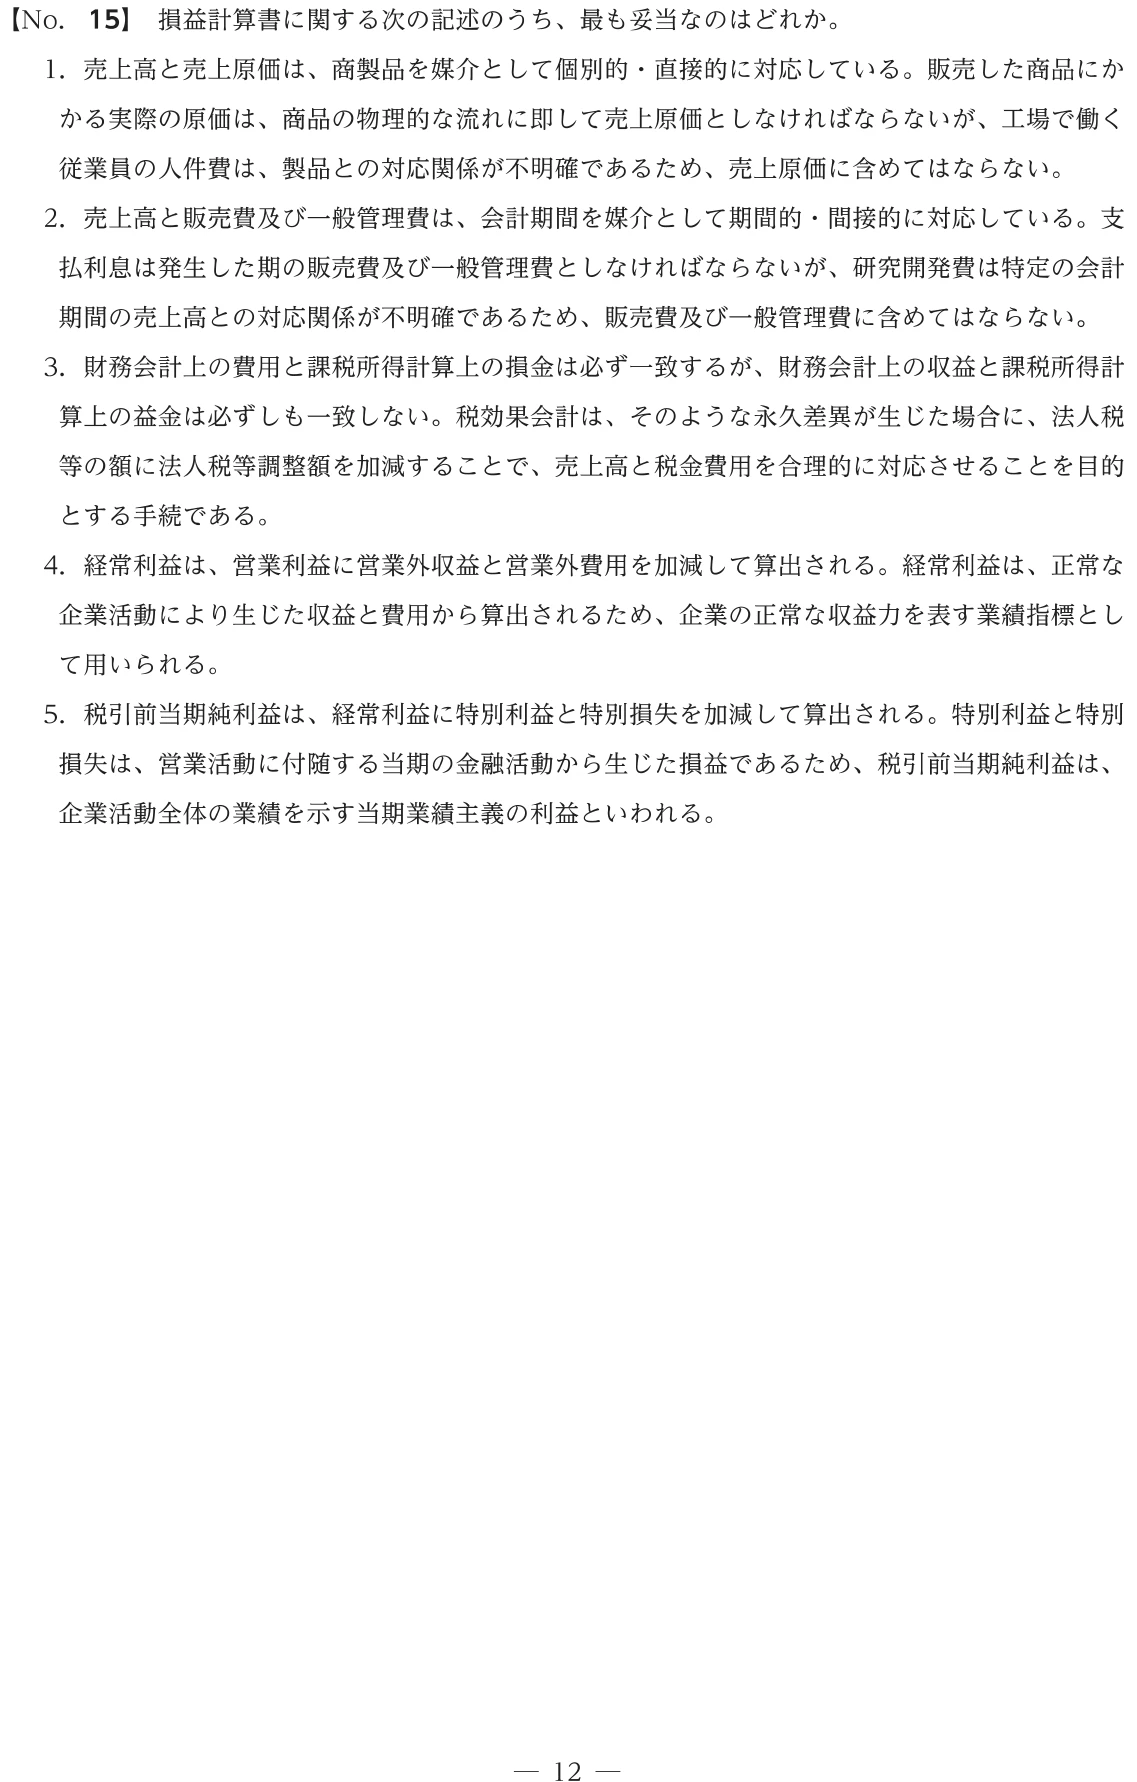 【No. 15】 損益計算書に関する次の記述のうち、最も妥当なのはどれか。
1. 売上高と売上原価は、商製品を媒介として個別的・直接的に対応している。販売した商品にか
かる実際の原価は、商品の物理的な流れに即して売上原価としなければならないが、工場で働く
従業員の人件費は、製品との対応関係が不明確であるため、売上原価に含めてはならない。
2. 売上高と販売費及び一般管理費は、会計期間を媒介として期間的・間接的に対応している。支
払利息は発生した期の販売費及び一般管理費としなければならないが、研究開発費は特定の会計
期間の売上高との対応関係が不明確であるため、販売費及び一般管理費に含めてはならない。
3. 財務会計上の費用と課税所得計算上の損金は必ず一致するが、財務会計上の収益と課税所得計
算上の益金は必ずしも一致しない。税効果会計は、そのような永久差異が生じた場合に、法人税
等の額に法人税等調整額を加減することで、売上高と税金費用を合理的に対応させることを目的
とする手続である。
4. 経常利益は、営業利益に営業外収益と営業外費用を加減して算出される。経常利益は、正常な
企業活動により生じた収益と費用から算出されるため、企業の正常な収益力を表す業績指標とし
て用いられる。
5. 税引前当期純利益は、経常利益に特別利益と特別損失を加減して算出される。特別利益と特別
損失は、営業活動に付随する当期の金融活動から生じた損益であるため、税引前当期純利益は、
企業活動全体の業績を示す当期業績主義の利益といわれる。
— 12 —